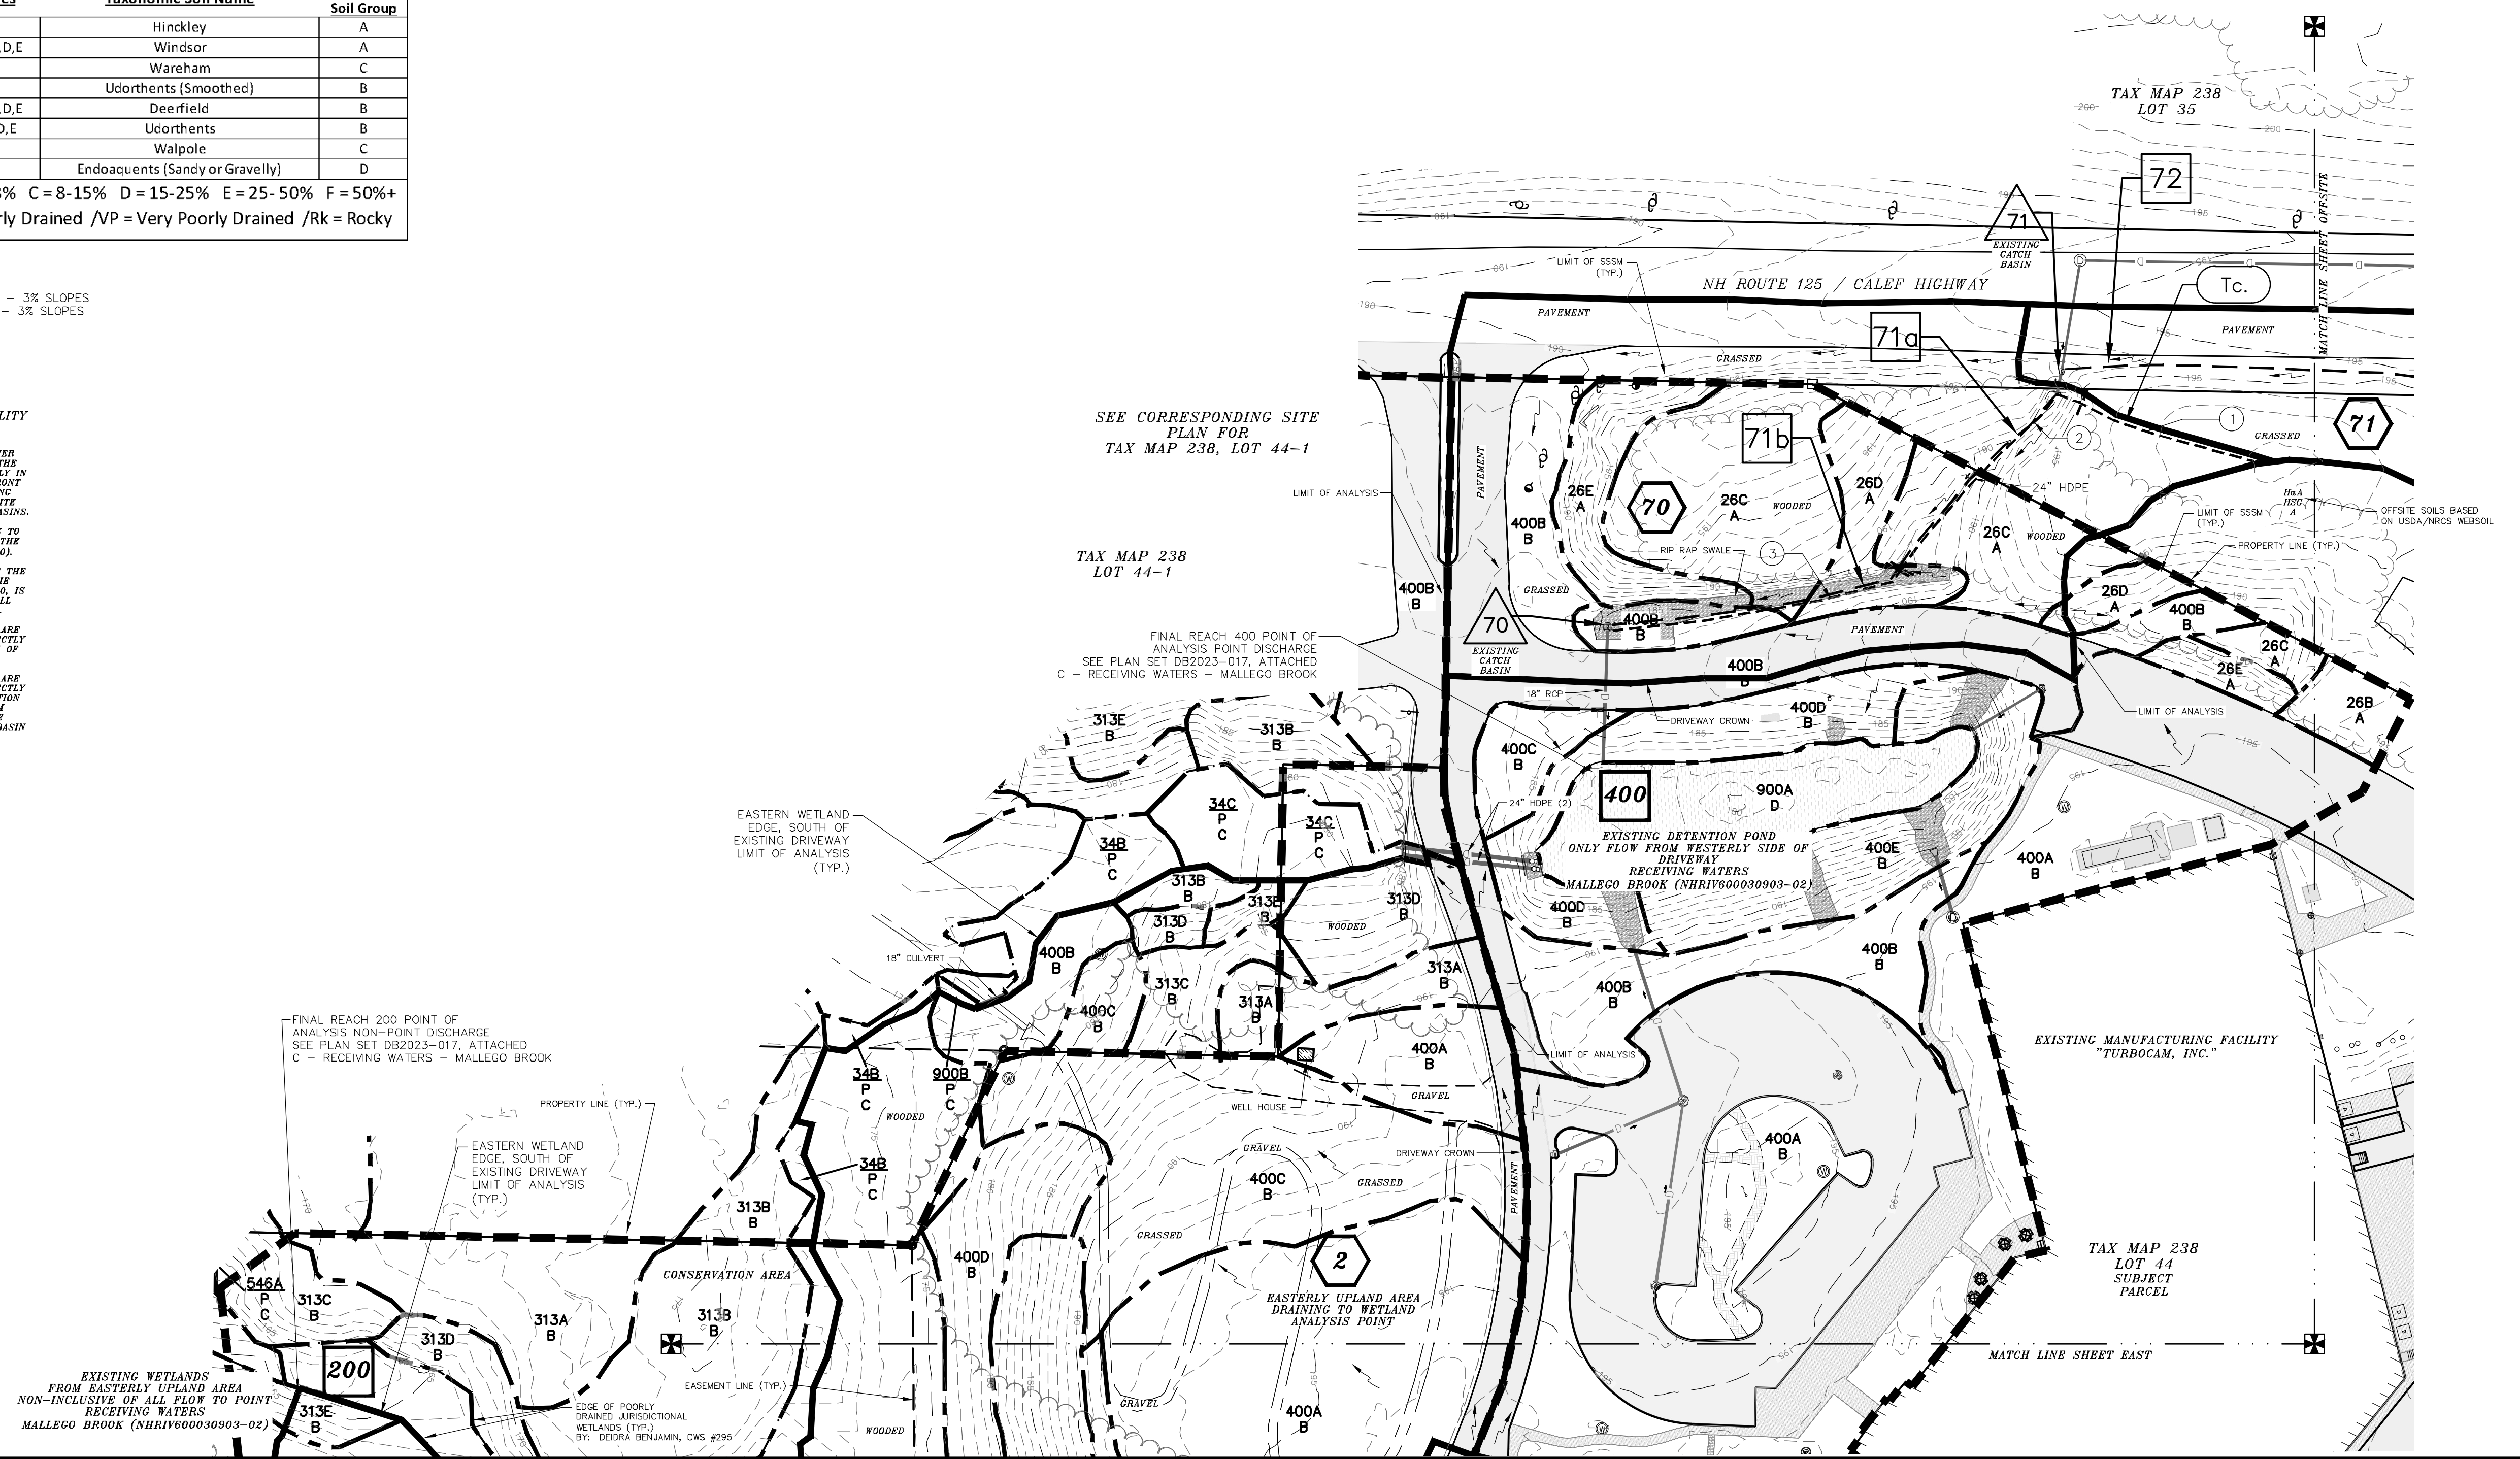 Taxonomic Soil Name
Soil Group
Hinckley A
D,E Windsor A
Wareham C
Udorthents (Smoothed) B
D,E Deerfield B
D,E Udorthents B
Walpole C
Endoaquents (Sandy or Gravelly) D
C = 8-15% D = 15-25% E = 25- 50% F = 50%+
Drained /VP = Very Poorly Drained /Rk = Rocky
- 3% SLOPES
- 3% SLOPES
TAX MAP 238
LOT 35
200
200
MATCH LINE SHEET OFFSITE
72
71
EXISTING
CATCH
BASIN
Tc.
LIMIT OF SSSM
(TYP.)
NH ROUTE 125 / CALEF HIGHWAY
PAVEMENT
PAVEMENT
71a
GRASSED
SEE CORRESPONDING SITE
PLAN FOR
TAX MAP 238, LOT 44-1
71b
1
2
GRASSED
71
LIMIT OF ANALYSIS
PAVEMENT
26E
A
70
26C
A
WOODED
26D
A
24" HDPE
HaA
HSG
A
OFFSITE SOILS BASED
ON USDA/NRCS WEBSOIL
LIMIT OF SSSM
(TYP.)
PROPERTY LINE (TYP.)
400B
B
26C
A
WOODED
RIP RAP SWALE
3
TAX MAP 238
LOT 44-1
400B
B
GRASSED
400B
B
26D
A
400B
B
26C
A
26E
A
26B
A
70
EXISTING
CATCH
BASIN
PAVEMENT
400B
B
FINAL REACH 400 POINT OF
ANALYSIS POINT DISCHARGE
SEE PLAN SET DB2023-017, ATTACHED
C - RECEIVING WATERS - MALLEGO BROOK
18" RCP
DRIVEWAY CROWN
400D
B
LIMIT OF ANALYSIS
313E
B
313B
B
400C
B
400
900A
D
24" HDPE (2)
EXISTING DETENTION POND
ONLY FLOW FROM WESTERLY SIDE OF
DRIVEWAY
RECEIVING WATERS
MALLEGO BROOK (NHRIV600030903-02)
400E
B
400A
B
EASTERN WETLAND
EDGE, SOUTH OF
EXISTING DRIVEWAY
LIMIT OF ANALYSIS
(TYP.)
34B
P
C
34C
P
C
34C
P
C
313B
B
313D
B
313E
B
313D
B
WOODED
400D
B
400B
B
18" CULVERT
400B
B
313C
B
313A
B
313A
B
400C
B
400B
B
LIMIT OF ANALYSIS
400A
B
EXISTING MANUFACTURING FACILITY
"TURBOCAM, INC."
FINAL REACH 200 POINT OF
ANALYSIS NON-POINT DISCHARGE
SEE PLAN SET DB2023-017, ATTACHED
C - RECEIVING WATERS - MALLEGO BROOK
34B
P
C
900B
P
C
WOODED
GRAVEL
WELL HOUSE
PROPERTY LINE (TYP.)
EASTERN WETLAND
EDGE, SOUTH OF
EXISTING DRIVEWAY
LIMIT OF ANALYSIS
(TYP.)
34B
P
C
GRAVEL
DRIVEWAY CROWN
400C
B
GRASSED
PAVEMENT
400A
B
313B
B
GRASSED
2
EASTERLY UPLAND AREA
DRAINING TO WETLAND
ANALYSIS POINT
TAX MAP 238
LOT 44
SUBJECT
PARCEL
400D
B
CONSERVATION AREA
546A
P
C
313C
B
313A
B
313B
B
313D
B
200
MATCH LINE SHEET EAST
EASEMENT LINE (TYP.)
EXISTING WETLANDS
FROM EASTERLY UPLAND AREA
NON-INCLUSIVE OF ALL FLOW TO POINT
RECEIVING WATERS
MALLEGO BROOK (NHRIV600030903-02)
313E
B
EDGE OF POORLY
DRAINED JURISDICTIONAL
WETLANDS (TYP.)
BY: DEIDRA BENJAMIN, CWS #295
GRAVEL
400A
B
WOODED